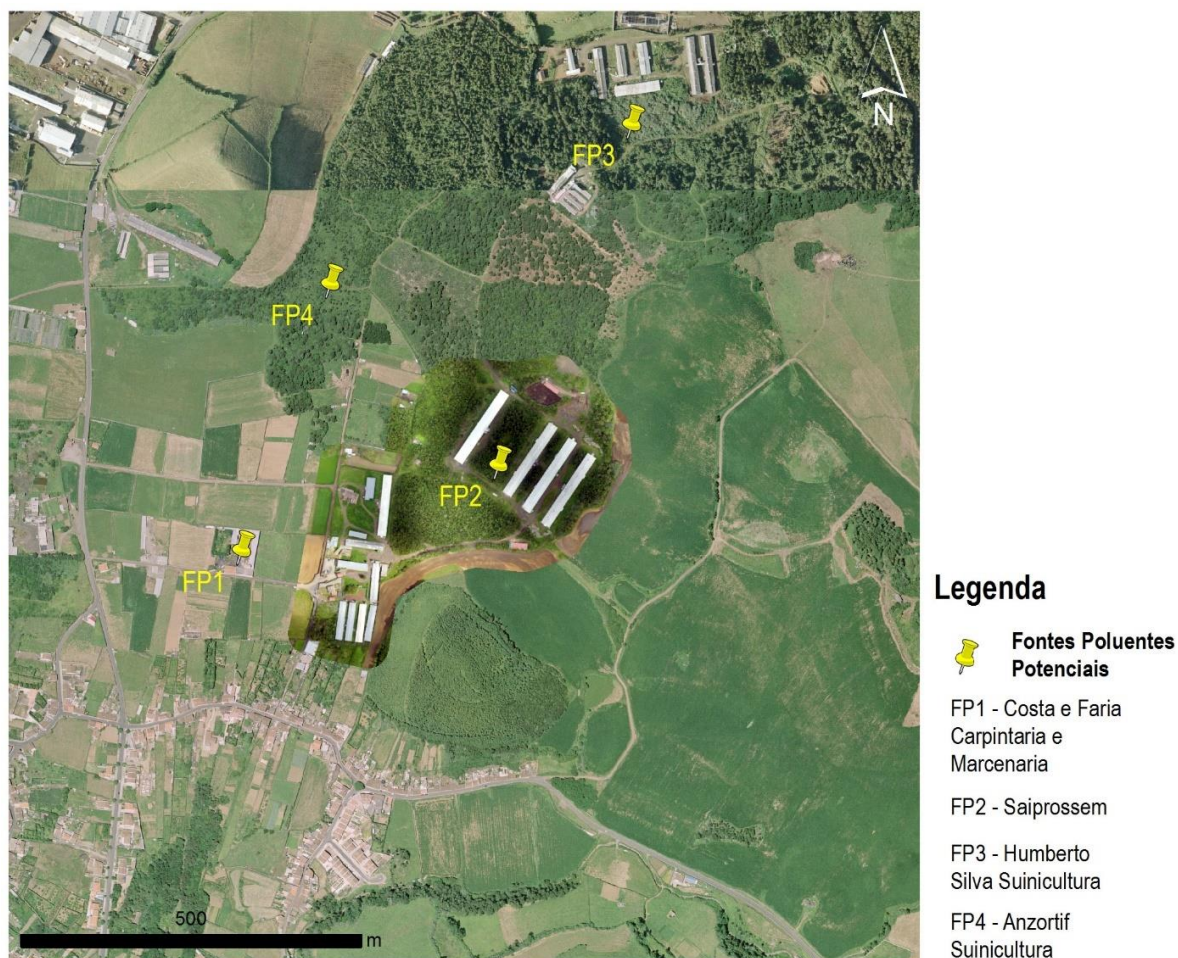 N
FP3
FP4
FP2
FP1
500
m
Legenda
Fontes Poluentes
Potenciais
FP1 - Costa e Faria
Carpintaria e
Marcenaria
FP2 - Saiprossem
FP3 - Humberto
Silva Suinicultura
FP4 - Anzortif
Suinicultura